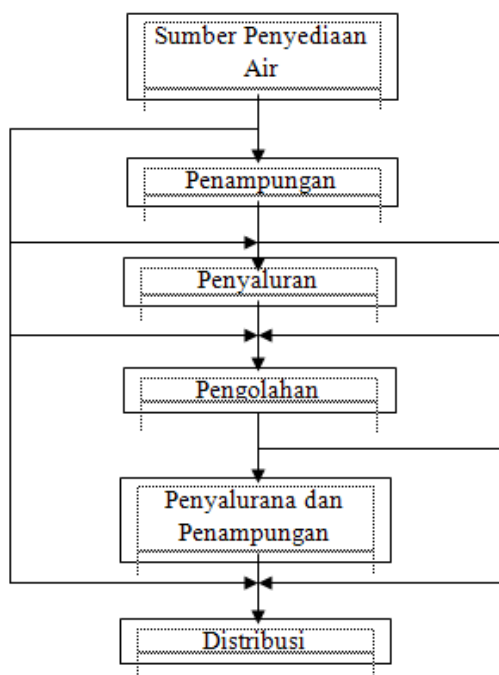 Sumber Penyediaan
Air
Penampungan
Penyaluran
Pengolahan
Penyalurana dan
Penampungan
Distribusi